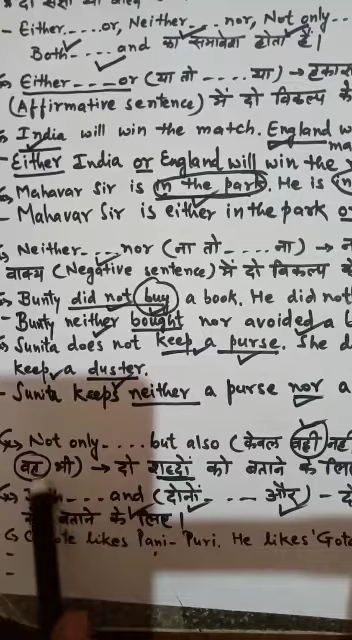 - Either....or, Neither....nor, Not only--
Both....and का समावेश होता है।
Either....or (या तो ....या) →
(Affirmative sentence) में दो विकल्प के
India will win the match. England
- Either India or England will win the
Mahavar Sir is in the park. He is
- Mahavar Sir is either in the park or
Neither....nor (ना तो ....ना) →
वाक्य (Negative sentence) में दो विकल्प के
Bunty did not buy a book. He did not
- Bunty neither bought nor avoided a
Sunita does not keep a purse. She
keep a duster.
- Sunita keeps neither a purse nor a
Not only....but also (केवल वही नहीं
वह भी) → दो शब्दों को बताने के लिए
...and (दोनों ....और) -
बताने के लिए।
likes Pani-Puri. He likes